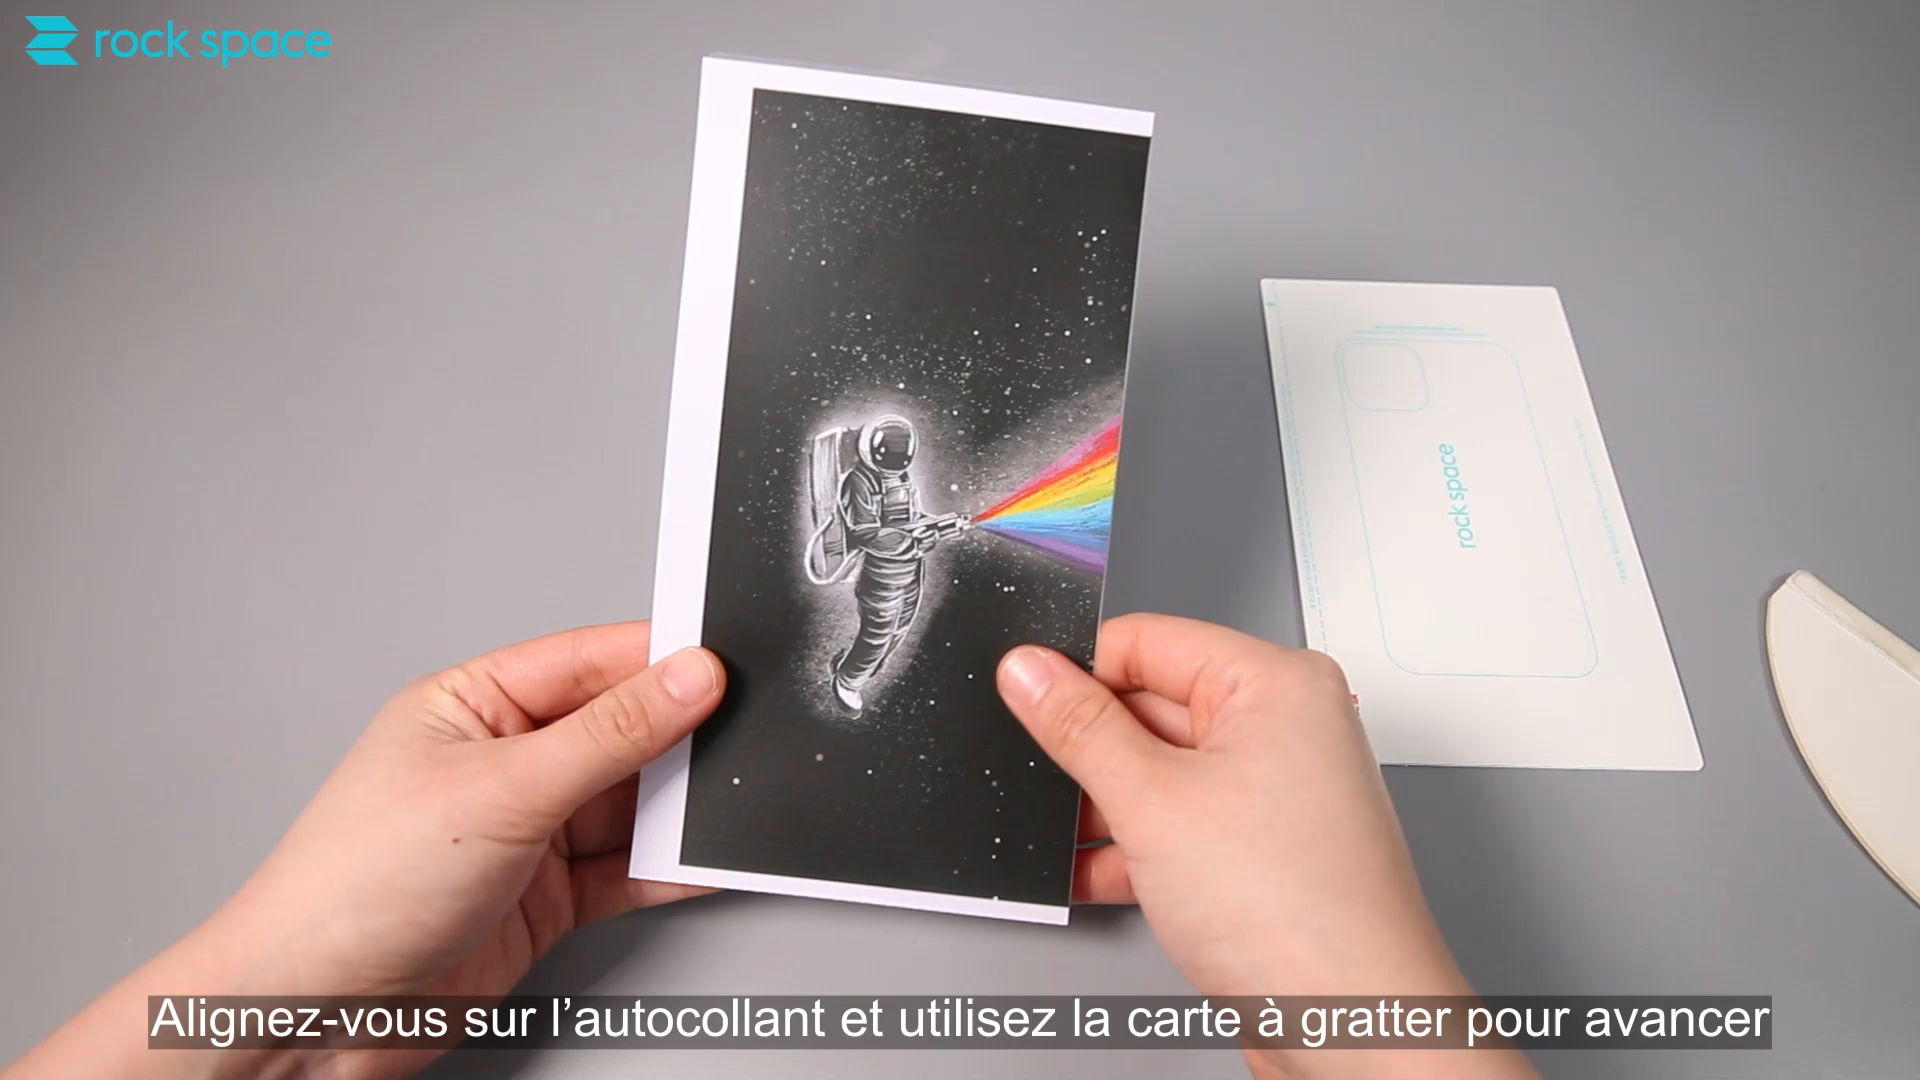 rock space
rock space
Alignez-vous sur l’autocollant et utilisez la carte à gratter pour avancer